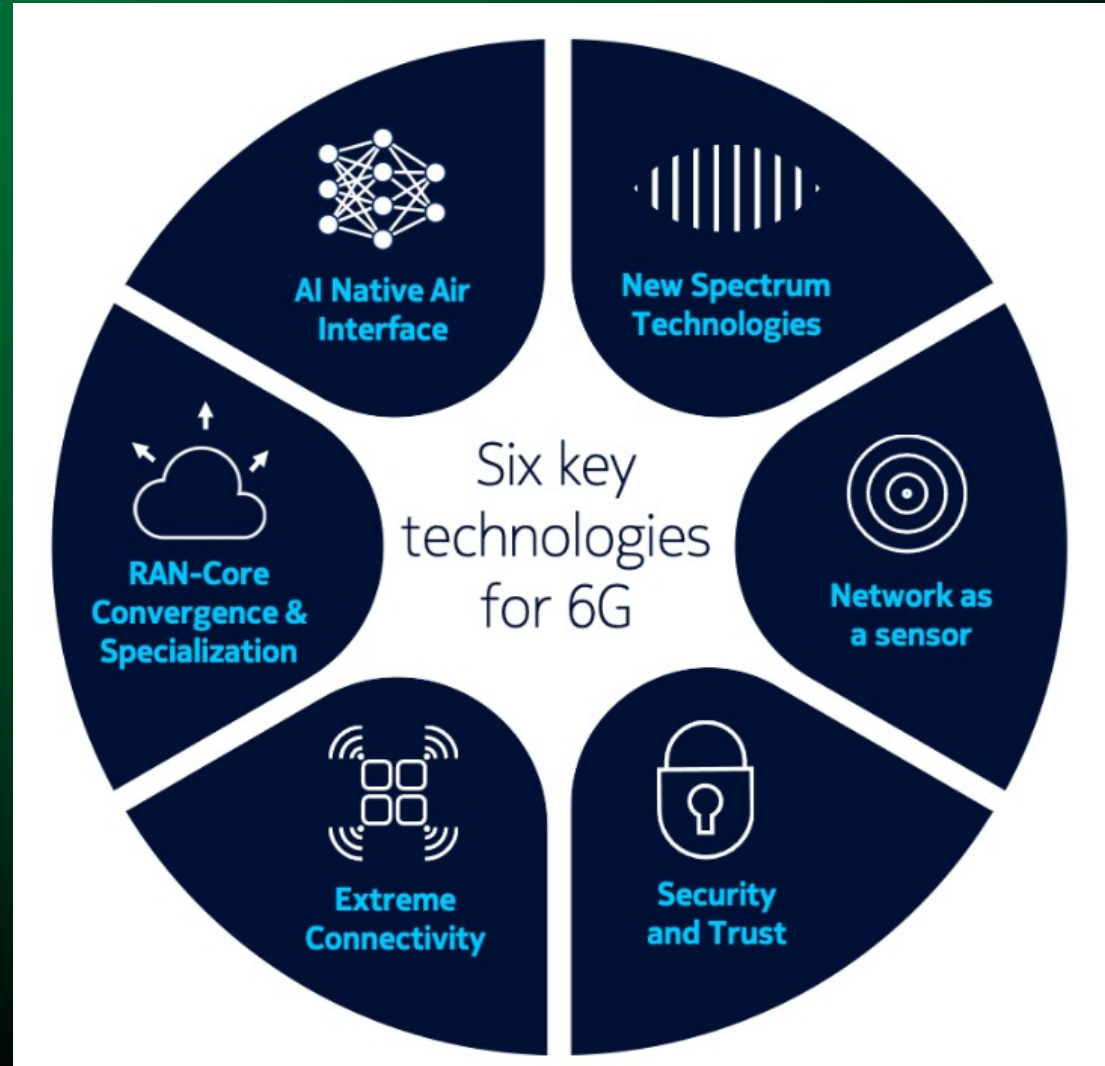 Six key
technologies
for 6G
AI Native Air
Interface
New Spectrum
Technologies
Network as
a sensor
Security
and Trust
Extreme
Connectivity
RAN-Core
Convergence &
Specialization